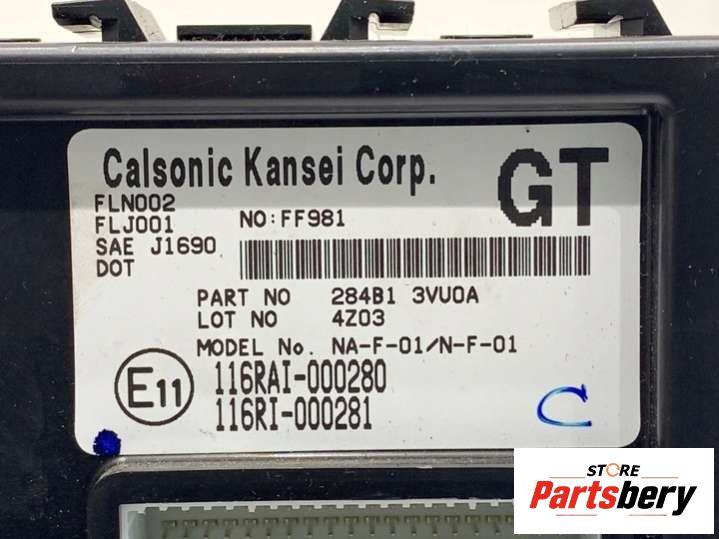 Calsonic Kansei Corp.
GT
FLN002
FLJ001
NO:FF981
SAE J1690
DOT
PART NO 284B1 3VU0A
LOT NO 4Z03
MODEL No. NA-F-01/N-F-01
E11
116RAI-000280
116RI-000281
C
STORE
Partsbery